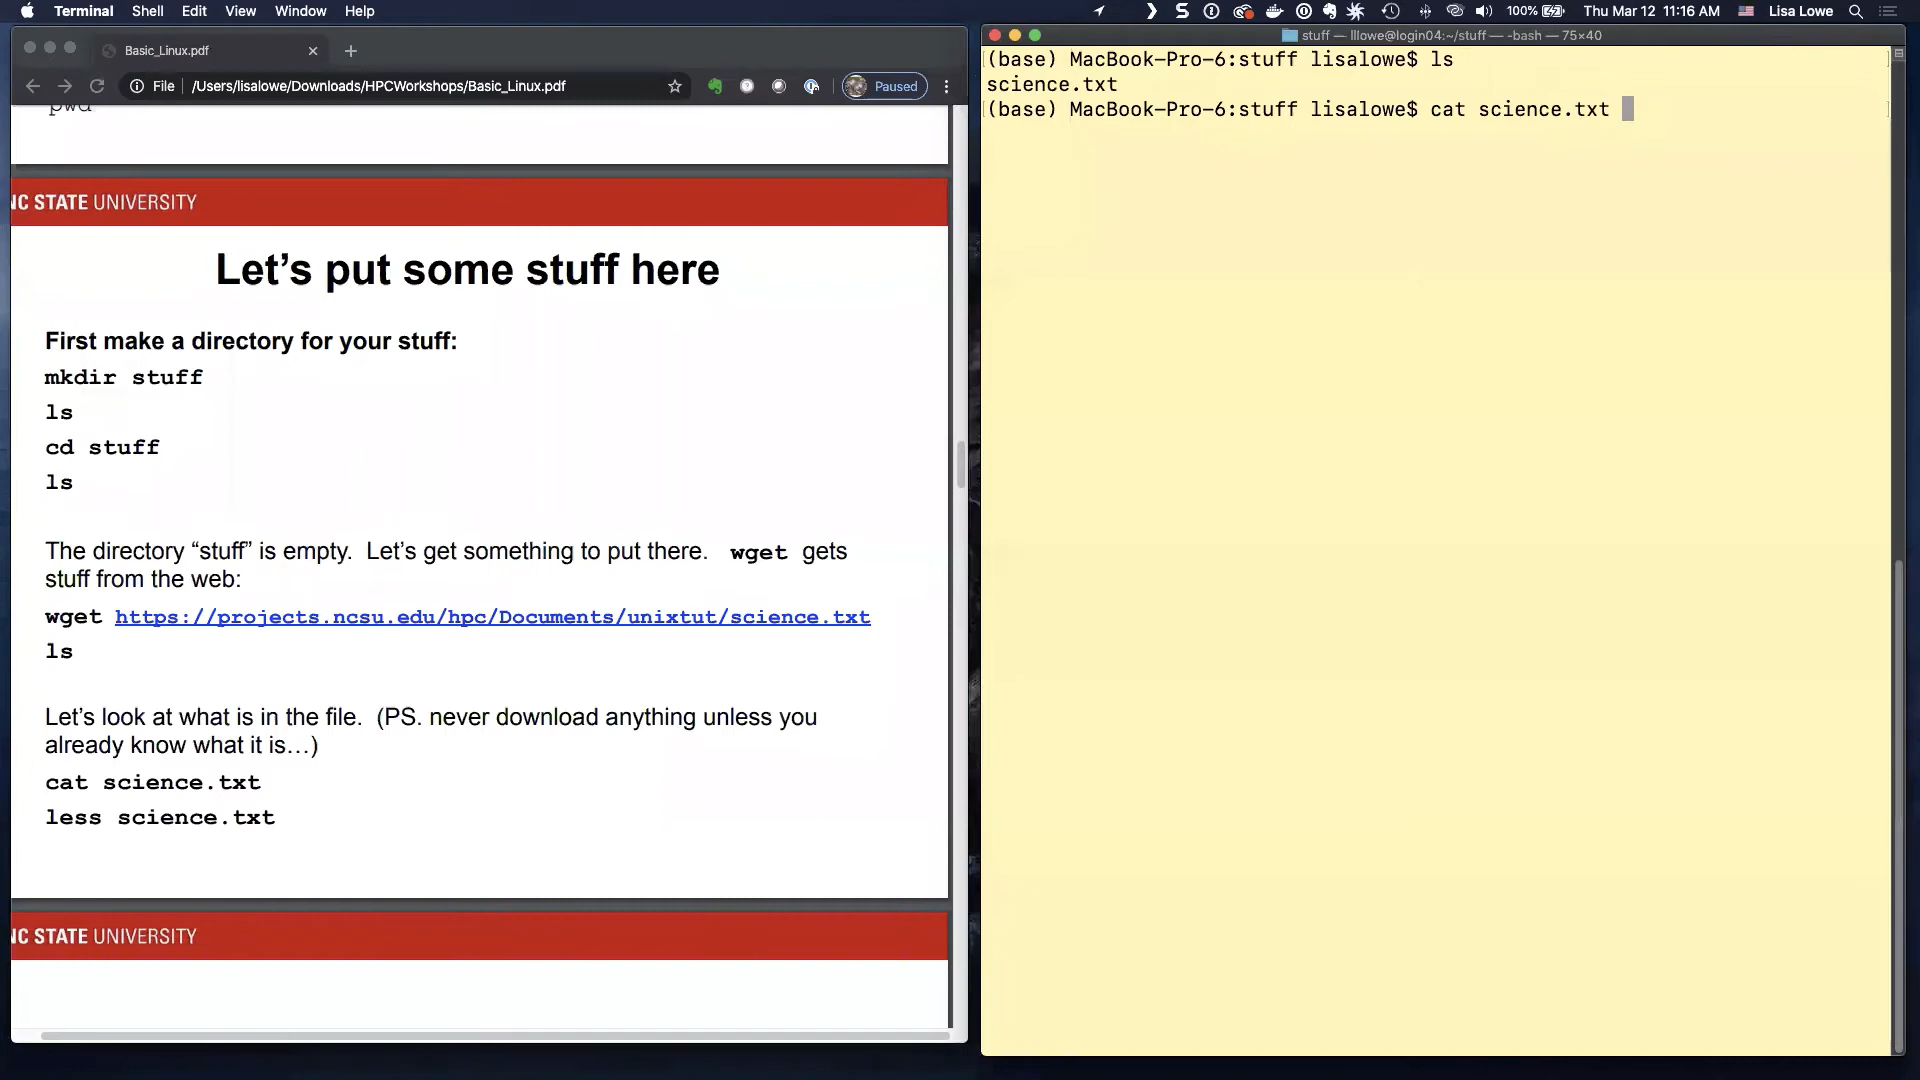 Terminal Shell Edit View Window Help
100% Thu Mar 12 11:16 AM Lisa Lowe
Basic_Linux.pdf
File /Users/lisalowe/Downloads/HPCWorkshops/Basic_Linux.pdf Paused
pwd
NC STATE UNIVERSITY
Let’s put some stuff here
First make a directory for your stuff:
mkdir stuff
ls
cd stuff
ls
The directory “stuff” is empty. Let’s get something to put there. wget gets
stuff from the web:
wget https://projects.ncsu.edu/hpc/Documents/unixtut/science.txt
ls
Let’s look at what is in the file. (PS. never download anything unless you
already know what it is…)
cat science.txt
less science.txt
NC STATE UNIVERSITY
stuff — lllowe@login04:~/stuff — -bash — 75×40
(base) MacBook-Pro-6:stuff lisalowe$ ls
science.txt
(base) MacBook-Pro-6:stuff lisalowe$ cat science.txt